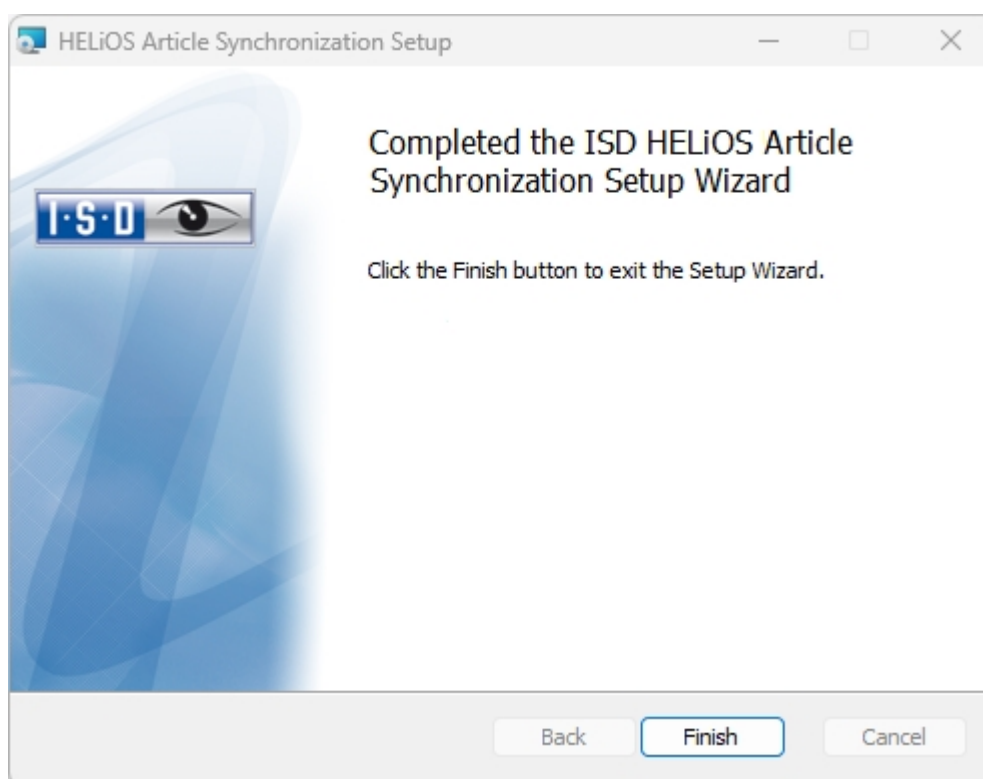 HELiOS Article Synchronization Setup
Completed the ISD HELiOS Article
Synchronization Setup Wizard
I·S·D
Click the Finish button to exit the Setup Wizard.
Back Finish Cancel